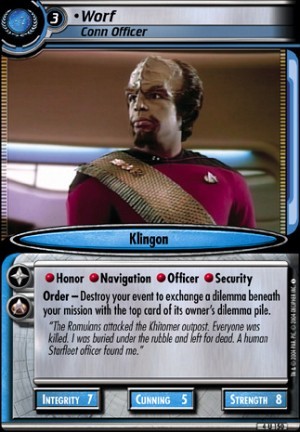 3
• Worf
Conn Officer
Klingon
Honor Navigation Officer Security
Order – Destroy your event to exchange a dilemma beneath
your mission with the top card of its owner's dilemma pile.
"The Romulans attacked the Khitomer outpost. Everyone was
killed. I was buried under the rubble and left for dead. A human
Starfleet officer found me."
INTEGRITY 7
CUNNING 5
STRENGTH 8
4 U 150